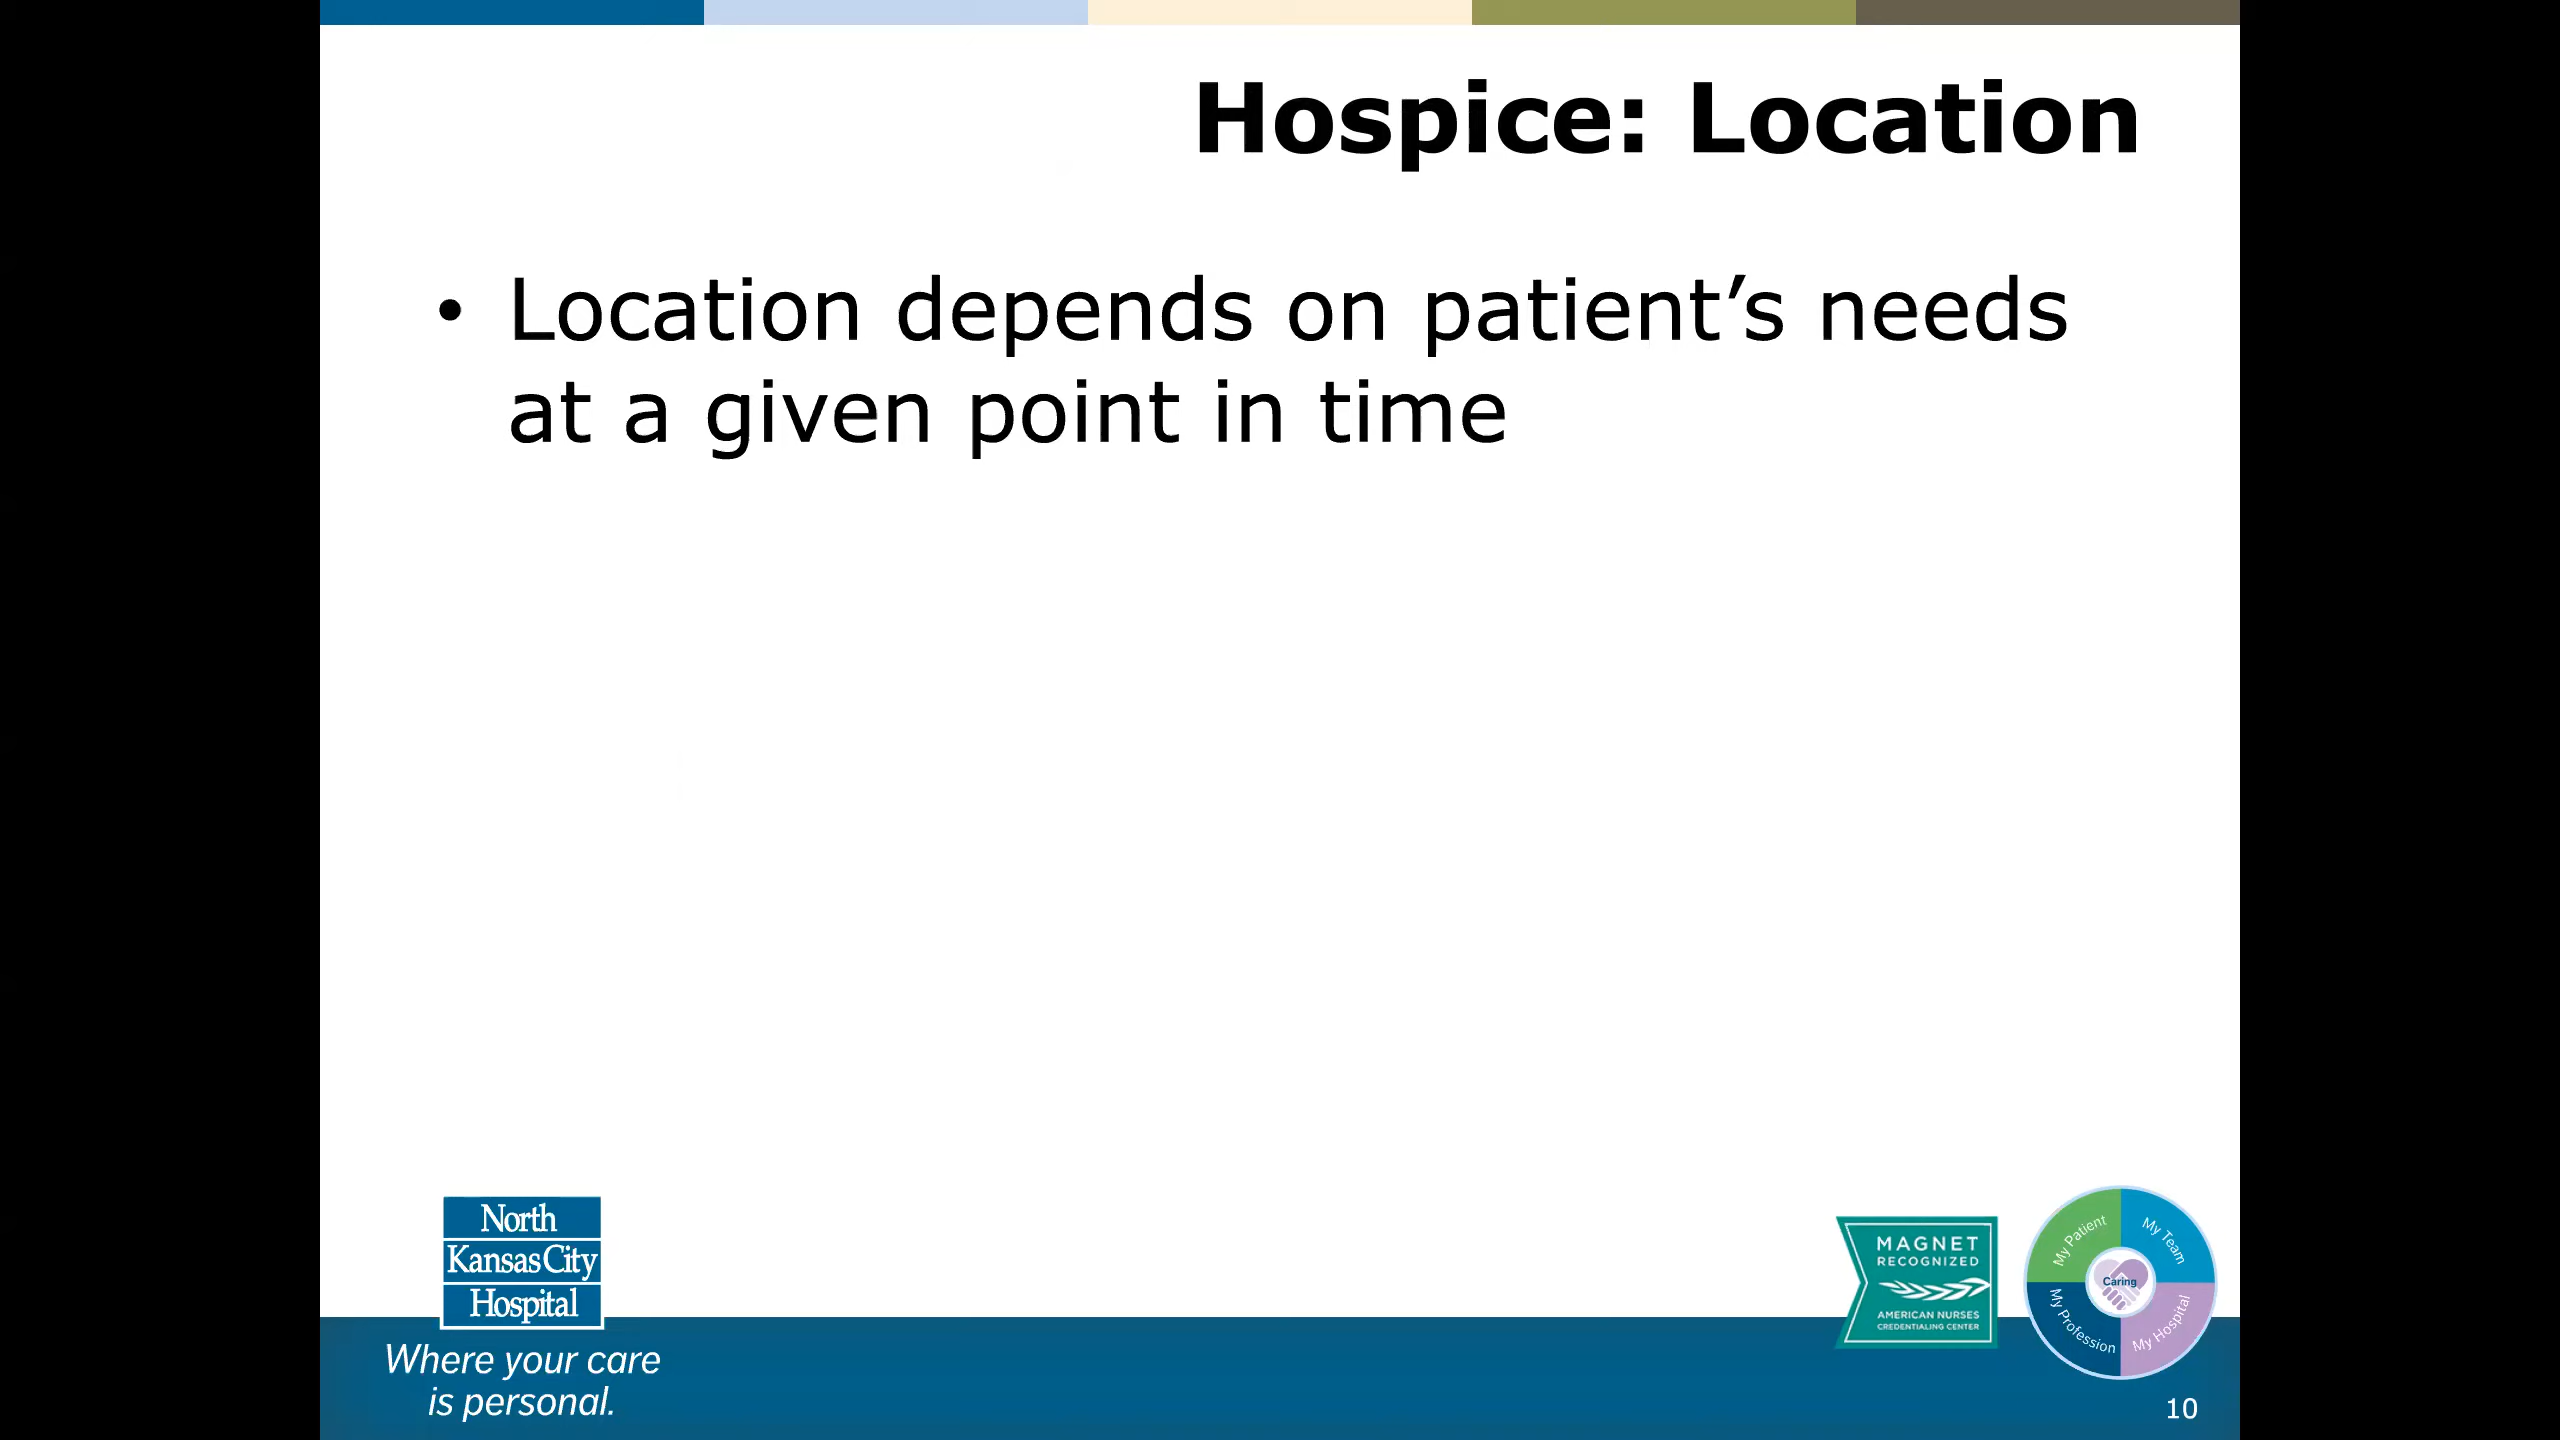 Hospice: Location
• Location depends on patient’s needs
at a given point in time
North
Kansas City
Hospital
Where your care
is personal.
MAGNET
RECOGNIZED
AMERICAN NURSES
CREDENTIALING CENTER
My Patient
My Team
Caring
My Profession
My Hospital
10